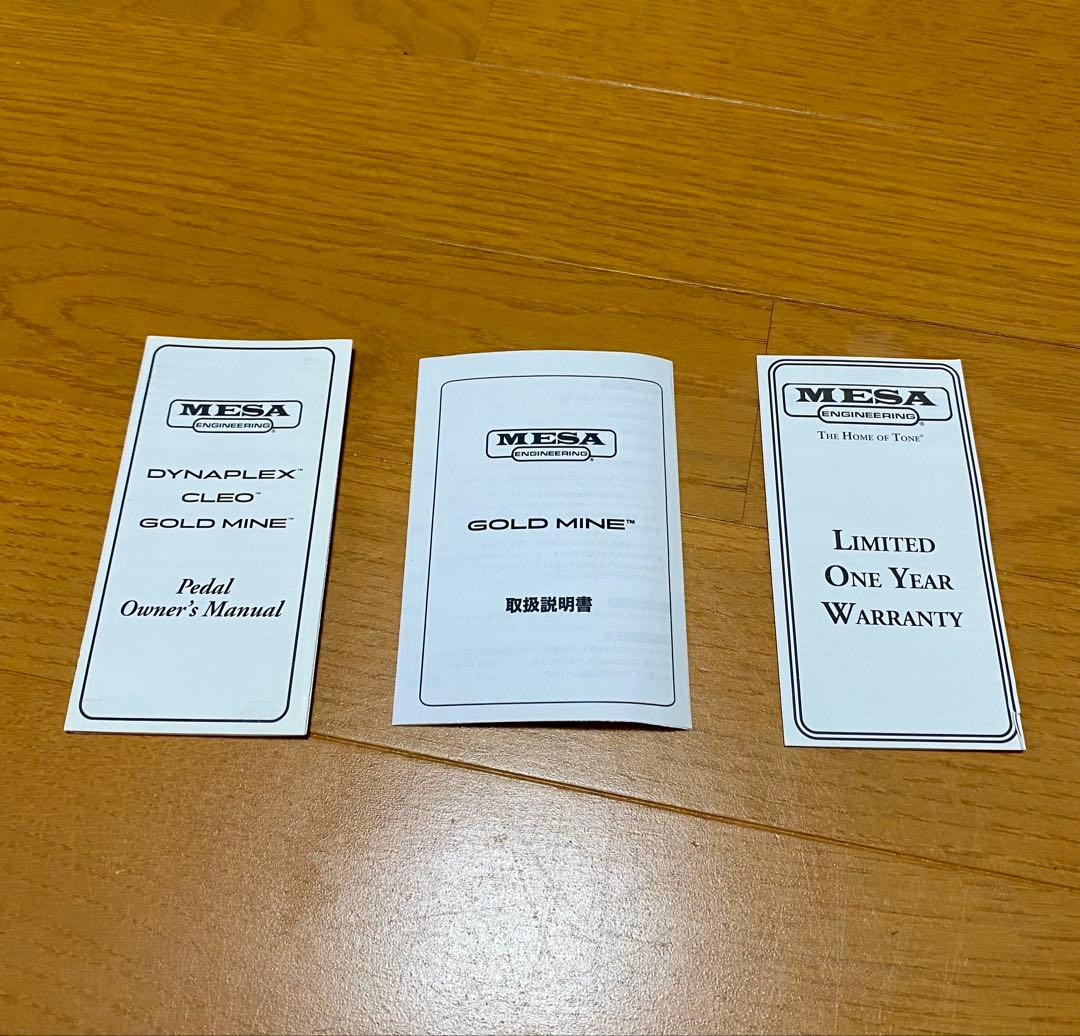 MESA
ENGINEERING®
DYNAPLEX™
CLEO™
GOLD MINE™
Pedal
Owner's Manual
MESA
ENGINEERING®
GOLD MINE™
取扱説明書
MESA
ENGINEERING®
THE HOME OF TONE®
LIMITED
ONE YEAR
WARRANTY